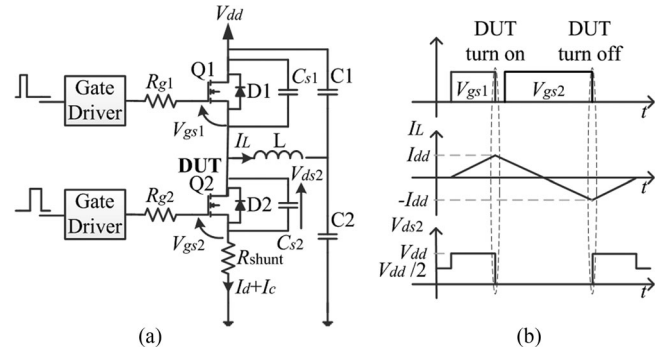 Vdd
Q1
Cs1
C1
Gate Driver
Rg1
D1
Vgs1
IL
L
DUT
Q2
Vds2
Gate Driver
Rg2
D2
C2
Vgs2
Cs2
Rshunt
Id+Ic
(a)
DUT turn on
DUT turn off
Vgs1
Vgs2
t
IL
Idd
-Idd
t
Vds2
Vdd
Vdd /2
t
(b)